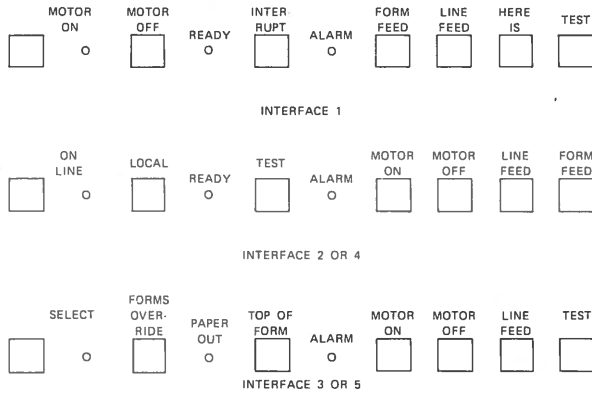 MOTOR ON
MOTOR OFF
READY
INTER-RUPT
ALARM
FORM FEED
LINE FEED
HERE IS
TEST
INTERFACE 1
ON LINE
LOCAL
READY
TEST
ALARM
MOTOR ON
MOTOR OFF
LINE FEED
FORM FEED
INTERFACE 2 OR 4
SELECT
FORMS OVER-RIDE
PAPER OUT
TOP OF FORM
ALARM
MOTOR ON
MOTOR OFF
LINE FEED
TEST
INTERFACE 3 OR 5